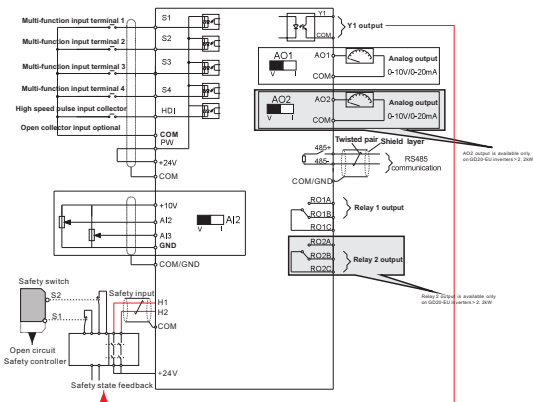 Multi-function input terminal 1
Multi-function input terminal 2
Multi-function input terminal 3
Multi-function input terminal 4
High speed pulse input collector
Open collector input optional
S1
S2
S3
S4
HDI
COM
PW
+24V
COM
+10V
AI2
AI3
GND
COM/GND
V I
AI2
Safety switch
S2
S1
Open circuit
Safety controller
Safety input
H1
H2
COM
+24V
Safety state feedback
Y1
COM
Y1 output
AO1
V I
AO1
COM
Analog output
0-10V/0-20mA
AO2
V I
AO2
COM
Analog output
0-10V/0-20mA
AO2 output is available only
on GD20-EU inverters > 2. 2kW
Twisted pair
Shield layer
485+
485-
COM/GND
RS485
communication
RO1A
RO1B
RO1C
Relay 1 output
RO2A
RO2B
RO2C
Relay 2 output
Relay 2 output is available only
on GD20-EU inverters > 2. 2kW